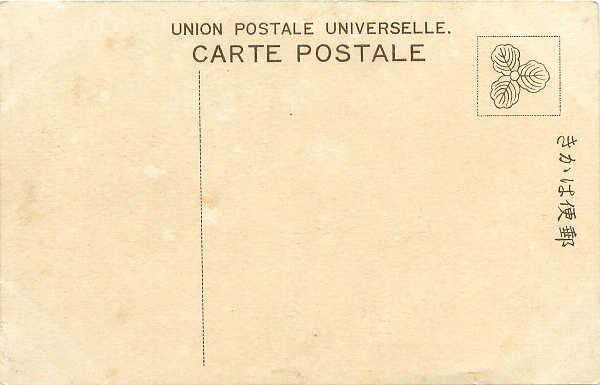 UNION POSTALE UNIVERSELLE.
CARTE POSTALE
郵便はかき